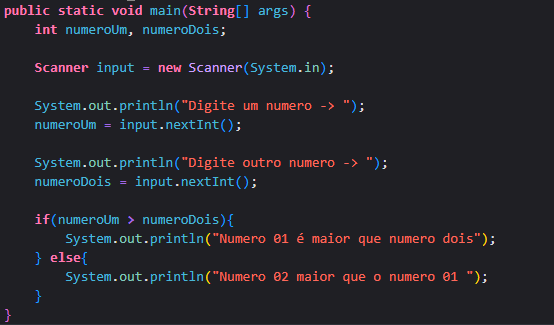 public static void main(String[] args) {
int numeroUm, numeroDois;
Scanner input = new Scanner(System.in);
System.out.println("Digite um numero -> ");
numeroUm = input.nextInt();
System.out.println("Digite outro numero -> ");
numeroDois = input.nextInt();
if(numeroUm > numeroDois){
System.out.println("Numero 01 é maior que numero dois");
} else{
System.out.println("Numero 02 maior que o numero 01 ");
}
}